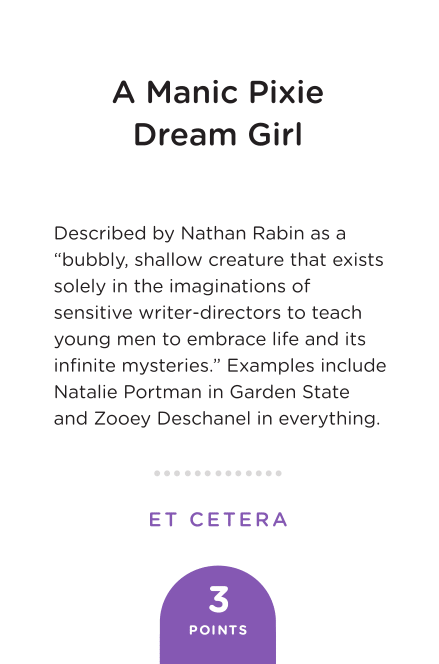 A Manic Pixie
Dream Girl
Described by Nathan Rabin as a
“bubbly, shallow creature that exists
solely in the imaginations of
sensitive writer-directors to teach
young men to embrace life and its
infinite mysteries.” Examples include
Natalie Portman in Garden State
and Zooey Deschanel in everything.
ET CETERA
3
POINTS